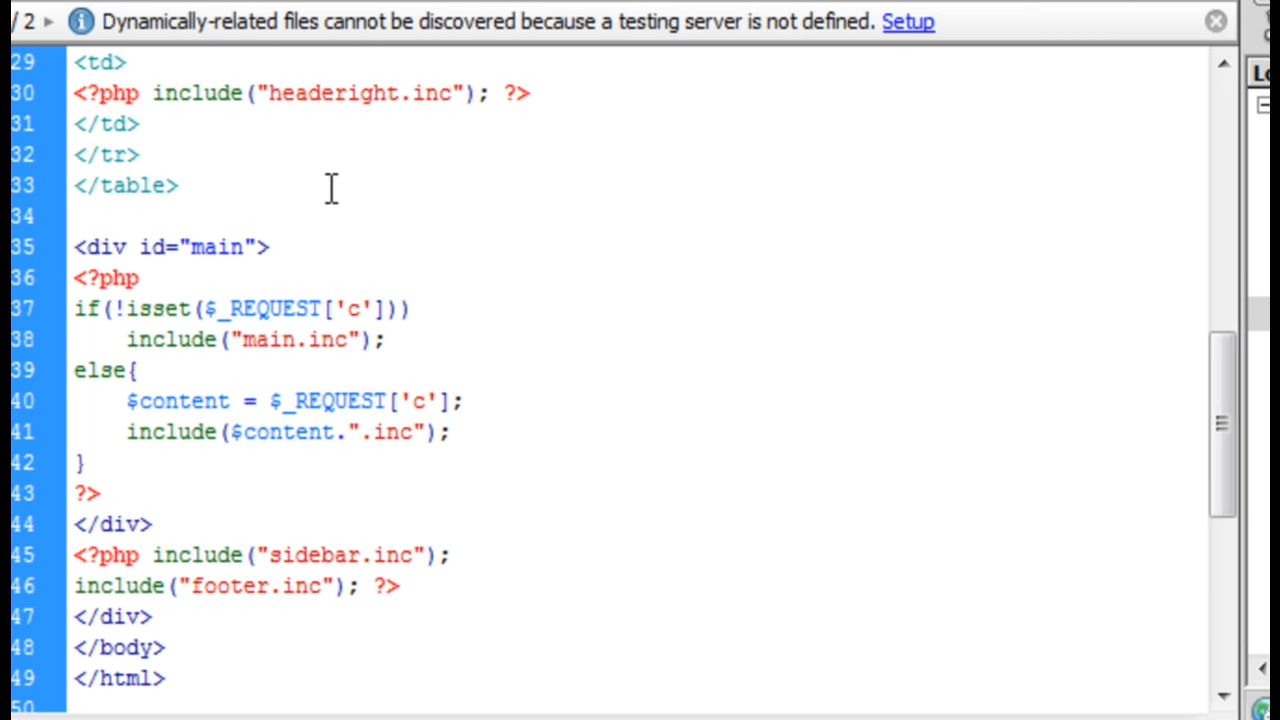 / 2 Dynamically-related files cannot be discovered because a testing server is not defined. Setup
29 <td>
30 <?php include("headeright.inc"); ?>
31 </td>
32 </tr>
33 </table>
34
35 <div id="main">
36 <?php
37 if(!isset($_REQUEST['c']))
38 include("main.inc");
39 else{
40 $content = $_REQUEST['c'];
41 include($content.".inc");
42 }
43 ?>
44 </div>
45 <?php include("sidebar.inc");
46 include("footer.inc"); ?>
47 </div>
48 </body>
49 </html>
50